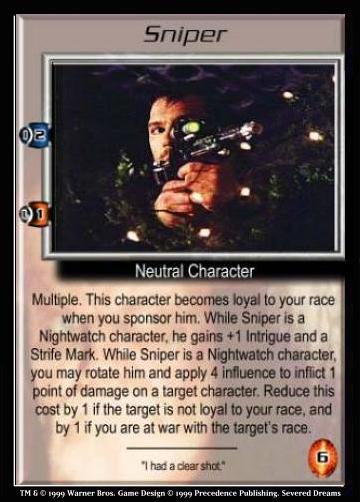 Sniper
2
1
Neutral Character
Multiple. This character becomes loyal to your race
when you sponsor him. While Sniper is a
Nightwatch character, he gains +1 Intrigue and a
Strife Mark. While Sniper is a Nightwatch character,
you may rotate him and apply 4 influence to inflict 1
point of damage on a target character. Reduce this
cost by 1 if the target is not loyal to your race, and
by 1 if you are at war with the target's race.
"I had a clear shot."
6
TM & © 1999 Warner Bros. Game Design © 1999 Precedence Publishing. Severed Dreams